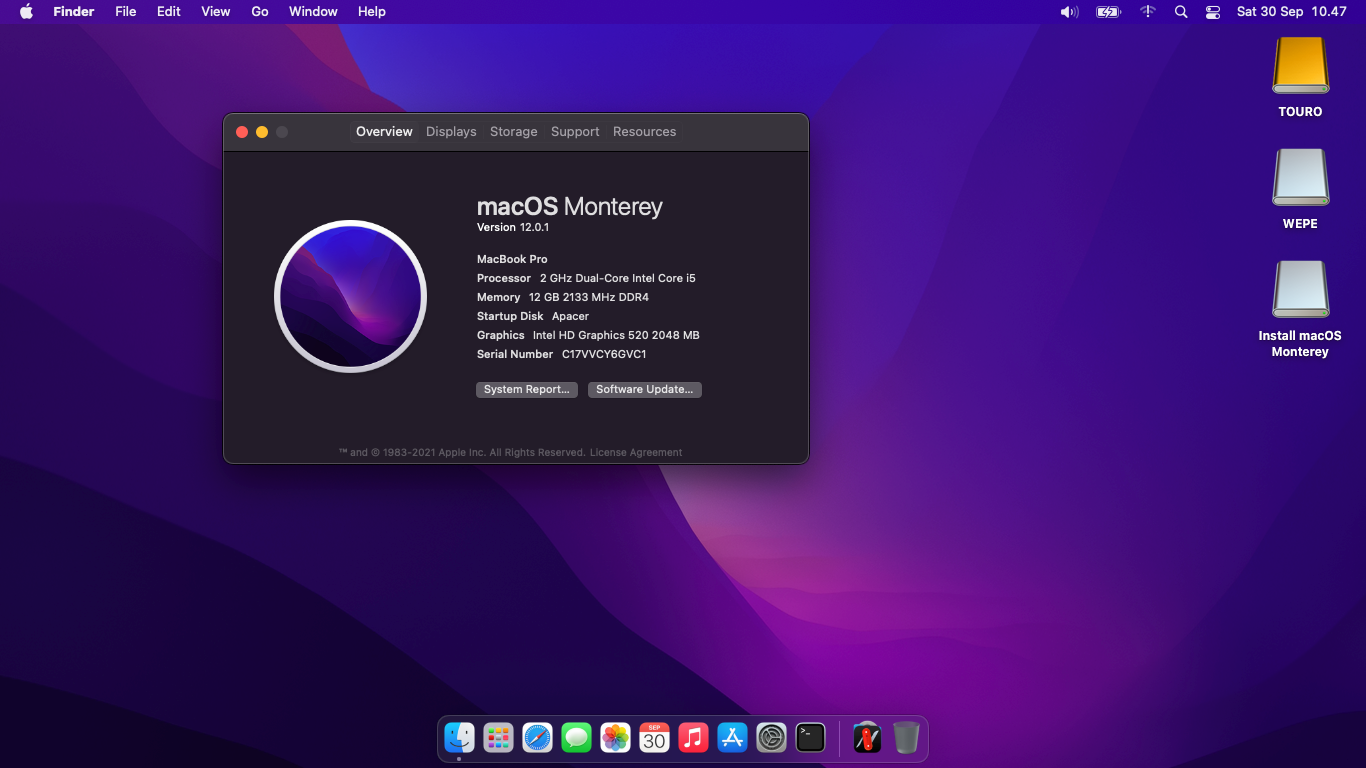 Finder File Edit View Go Window Help
Sat 30 Sep 10.47
TOURO
WEPE
Install macOS
Monterey
Overview Displays Storage Support Resources
macOS Monterey
Version 12.0.1
MacBook Pro
Processor 2 GHz Dual-Core Intel Core i5
Memory 12 GB 2133 MHz DDR4
Startup Disk Apacer
Graphics Intel HD Graphics 520 2048 MB
Serial Number C17VVCY6GVC1
System Report... Software Update...
™ and © 1983-2021 Apple Inc. All Rights Reserved. License Agreement
SEP
30
>_